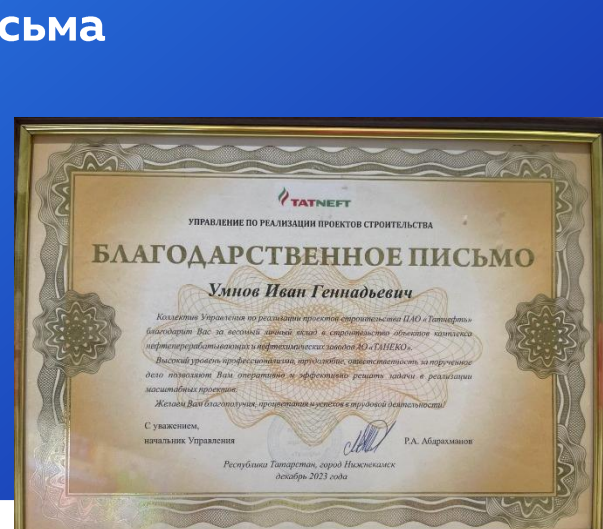 сьма
TATNEFT
УПРАВЛЕНИЕ ПО РЕАЛИЗАЦИИ ПРОЕКТОВ СТРОИТЕЛЬСТВА
БЛАГОДАРСТВЕННОЕ ПИСЬМО
Умнов Иван Геннадьевич
Коллектив Управления по реализации проектов строительства ПАО «Татнефть»
благодарит Вас за весомый личный вклад в строительство объектов комплекса
нефтеперерабатывающих и нефтехимических заводов АО «ТАНЕКО».
Высокий уровень профессионализма, трудолюбие, ответственность за порученное
дело позволяют Вам оперативно и эффективно решать задачи в реализации
масштабных проектов.
Желаем Вам благополучия, процветания и успехов в трудовой деятельности!
С уважением,
начальник Управления
Р.А. Абарахманов
Республика Татарстан, город Нижнекамск
декабрь 2023 года